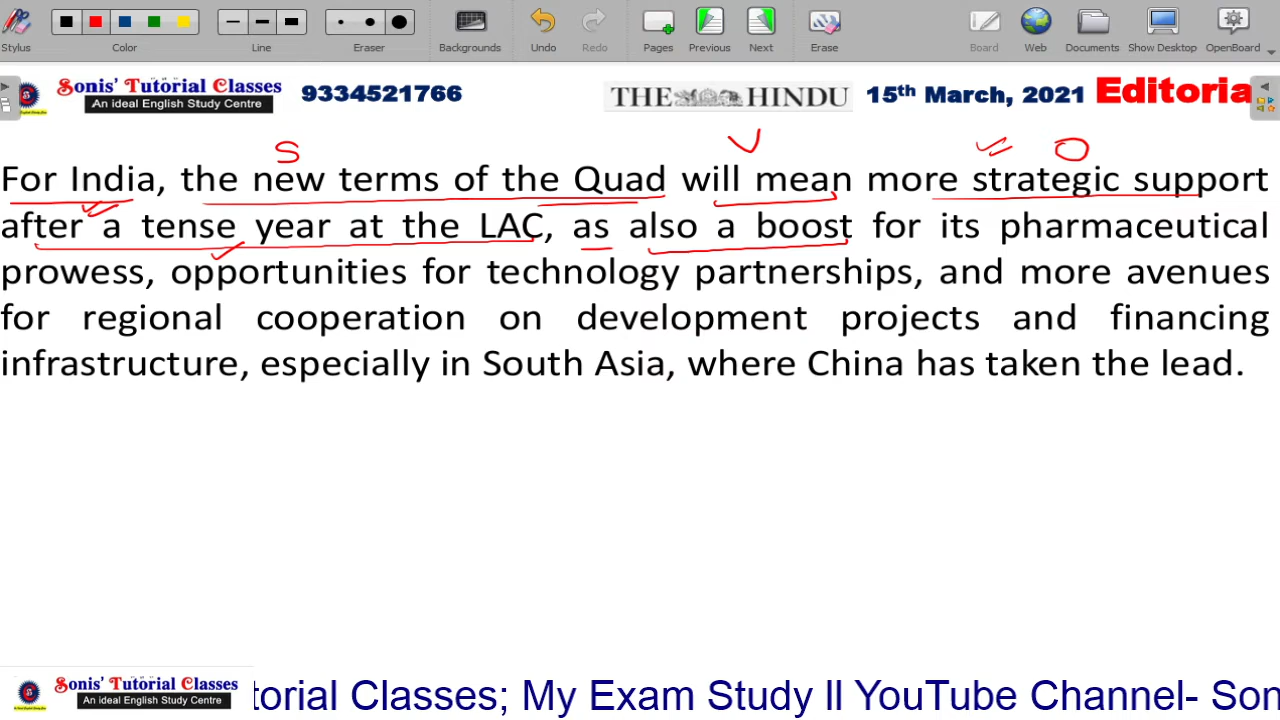 Stylus Color Line Eraser Backgrounds Undo Redo Pages Previous Next Erase Board Web Documents Show Desktop OpenBoard
Sonis' Tutorial Classes
An ideal English Study Centre
9334521766
THE HINDU
15th March, 2021 Editoria
S V O
For India, the new terms of the Quad will mean more strategic support
after a tense year at the LAC, as also a boost for its pharmaceutical
prowess, opportunities for technology partnerships, and more avenues
for regional cooperation on development projects and financing
infrastructure, especially in South Asia, where China has taken the lead.
Sonis' Tutorial Classes
An ideal English Study Centre
torial Classes; My Exam Study ll YouTube Channel- Son